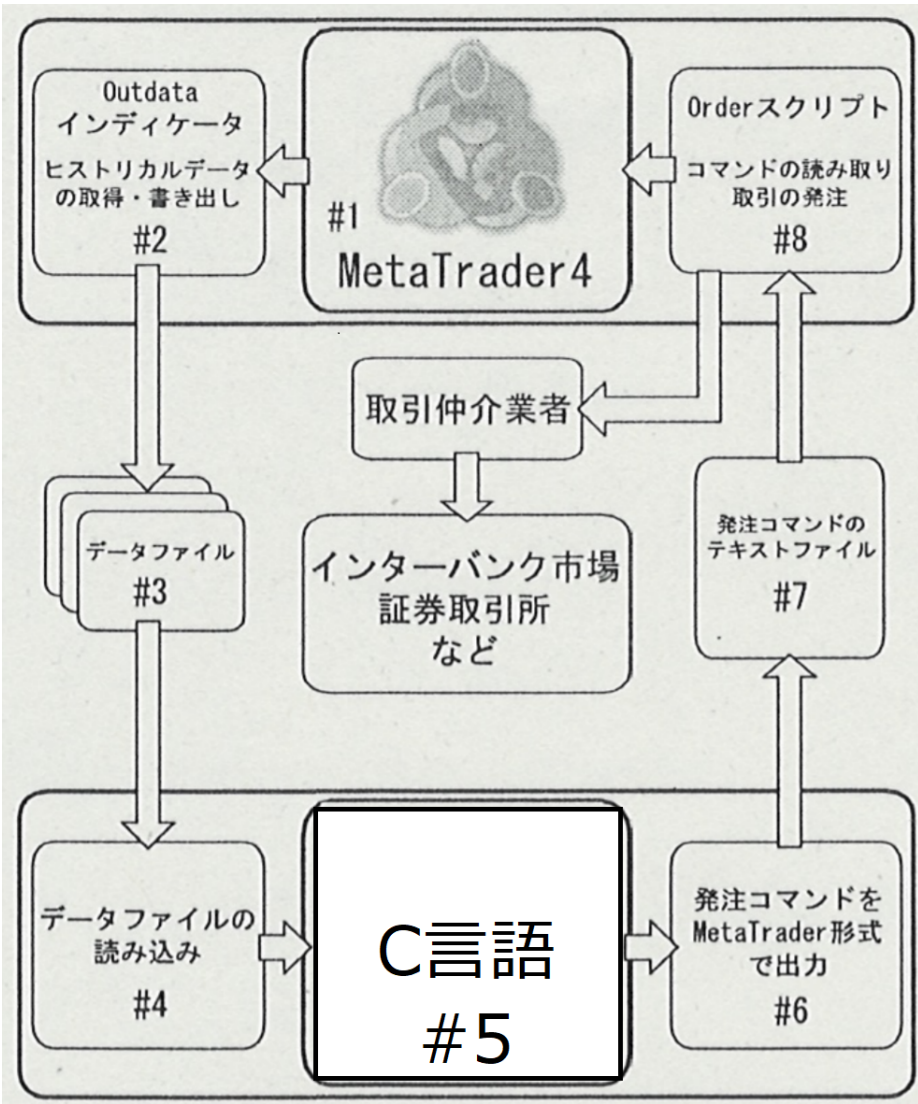 Outdata
インディケータ
ヒストリカルデータ
の取得・書き出し
#2
#1
MetaTrader4
Orderスクリプト
コマンドの読み取り
取引の発注
#8
取引仲介業者
インターバンク市場
証券取引所
など
データファイル
#3
発注コマンドの
テキストファイル
#7
データファイルの
読み込み
#4
C言語
#5
発注コマンドを
MetaTrader形式
で出力
#6